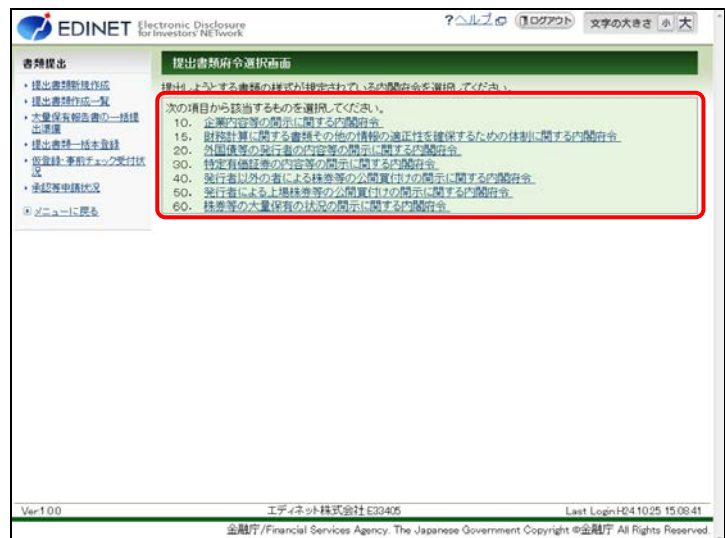 EDINET Electronic Disclosure for Investors' NETwork
?ヘルプ ログアウト 文字の大きさ 小 大
書類提出
・提出書類新規作成
・提出書類作成一覧
・大量保有報告書の一括提
出準備
・提出書類一括本登録
・仮登録・事前チェック受付状
況
・承認等申請状況
メニューに戻る
提出書類府令選択画面
提出しようとする書類の様式が規定されている内閣府令を選択してください。
次の項目から該当するものを選択してください。
10. 企業内容等の開示に関する内閣府令
15. 財務計算に関する書類その他の情報の適正性を確保するための体制に関する内閣府令
20. 外国債等の発行者の内容等の開示に関する内閣府令
30. 特定有価証券の内容等の開示に関する内閣府令
40. 発行者以外の者による株券等の公開買付けの開示に関する内閣府令
50. 発行者による上場株券等の公開買付けの開示に関する内閣府令
60. 株券等の大量保有の状況の開示に関する内閣府令
Ver.1.0.0 エディネット株式会社 E33405 Last Login:H24.10.25 15:08:41
金融庁/Financial Services Agency. The Japanese Government Copyright ©金融庁 All Rights Reserved.